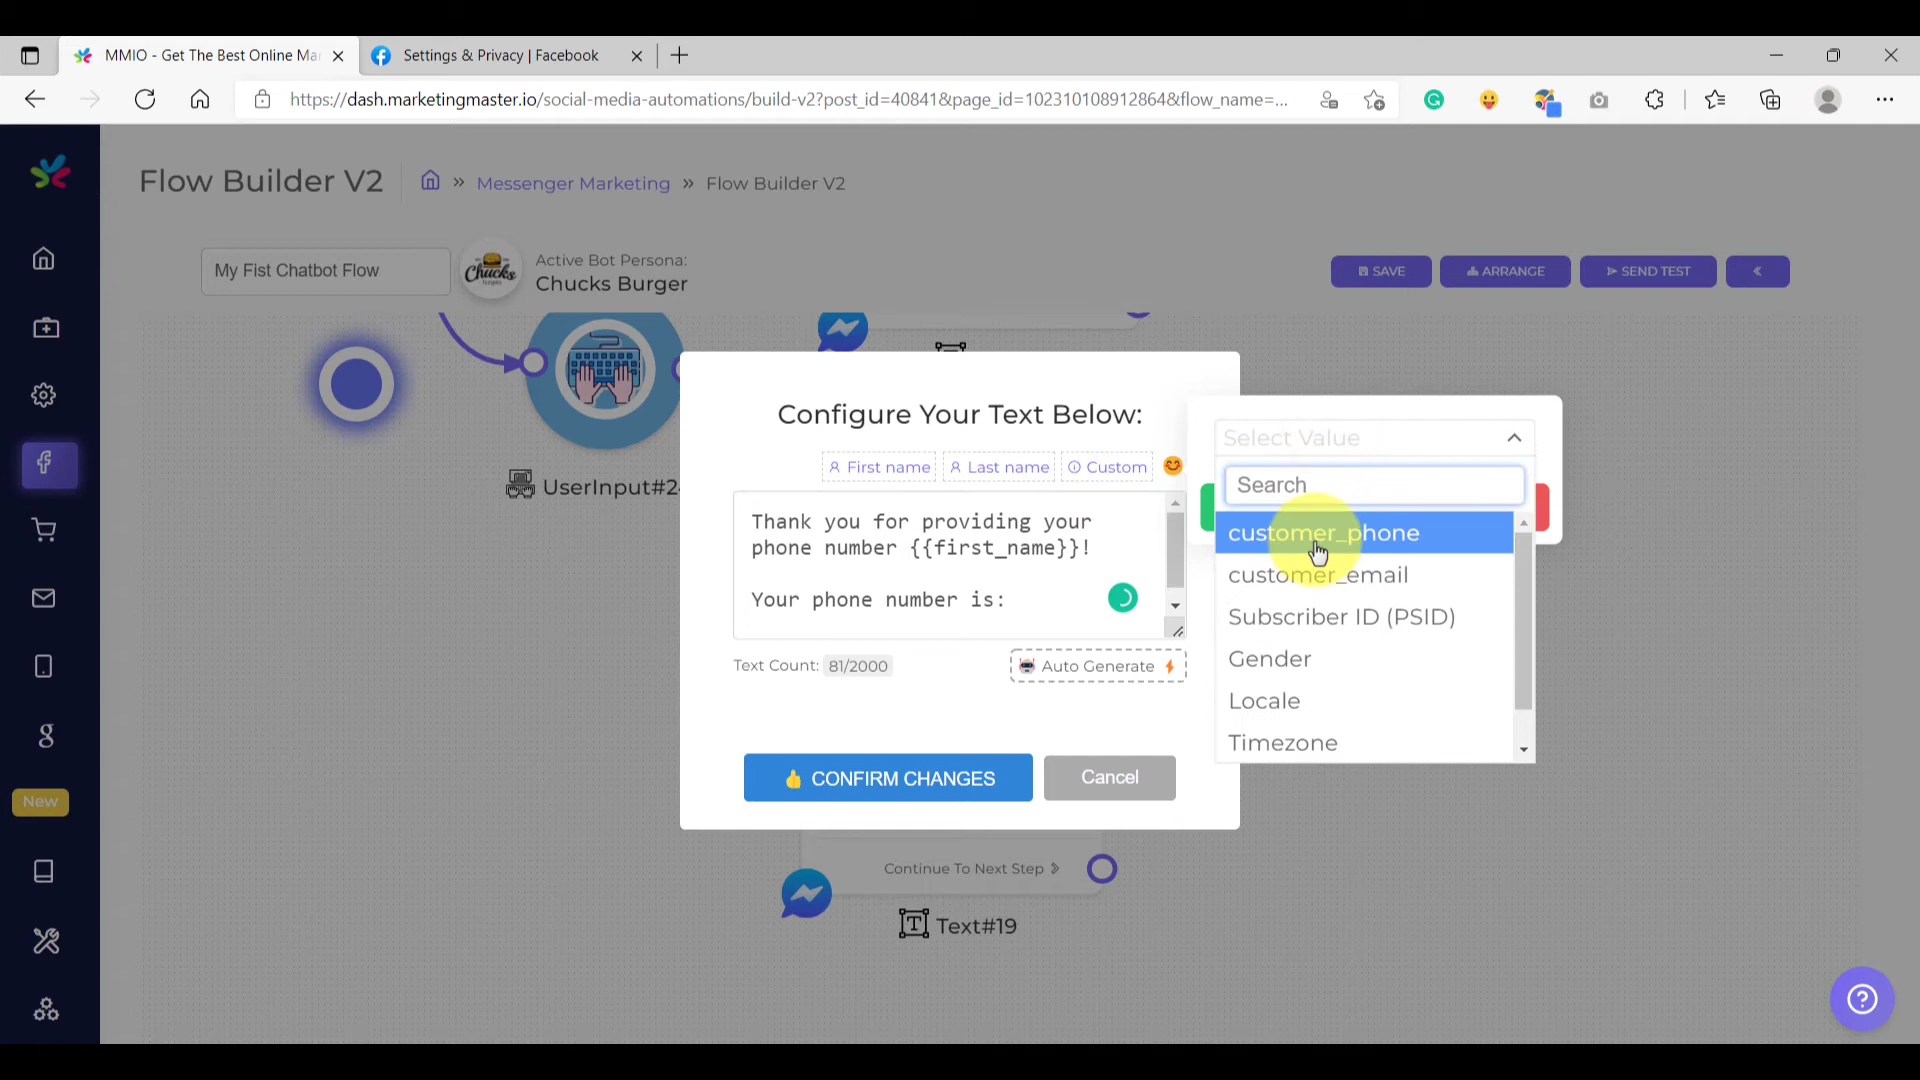 MMIO - Get The Best Online Ma
Settings & Privacy | Facebook
https://dash.marketingmaster.io/social-media-automations/build-v2?post_id=40841&page_id=102310108912864&flow_name=...
Flow Builder V2
» Messenger Marketing » Flow Builder V2
My Fist Chatbot Flow
Chucks
Active Bot Persona:
Chucks Burger
SAVE
ARRANGE
SEND TEST
Configure Your Text Below:
First name
Last name
Custom
Thank you for providing your
phone number {{first_name}}!
Your phone number is:
Text Count: 81/2000
Auto Generate
CONFIRM CHANGES
Cancel
Select Value
Search
customer_phone
customer_email
Subscriber ID (PSID)
Gender
Locale
Timezone
UserInput#2
Continue To Next Step
Text#19
New